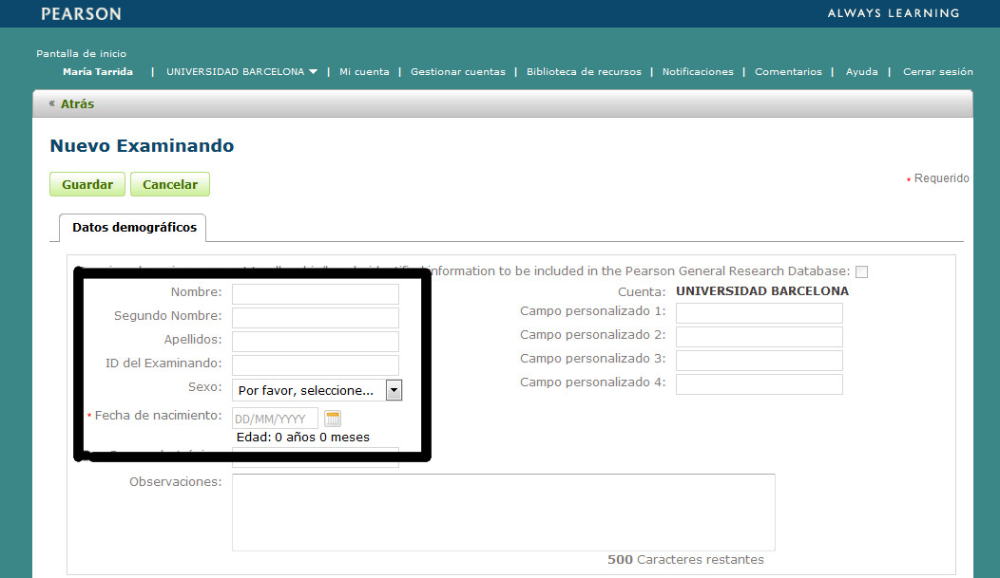 PEARSON
ALWAYS LEARNING
Pantalla de inicio
María Tarrida | UNIVERSIDAD BARCELONA | Mi cuenta | Gestionar cuentas | Biblioteca de recursos | Notificaciones | Comentarios | Ayuda | Cerrar sesión
« Atrás
Nuevo Examinando
Guardar Cancelar
* Requerido
Datos demográficos
information to be included in the Pearson General Research Database:
Nombre:
Segundo Nombre:
Apellidos:
ID del Examinando:
Sexo: Por favor, seleccione...
* Fecha de nacimiento: DD/MM/YYYY
Edad: 0 años 0 meses
Cuenta: UNIVERSIDAD BARCELONA
Campo personalizado 1:
Campo personalizado 2:
Campo personalizado 3:
Campo personalizado 4:
Observaciones:
500 Caracteres restantes